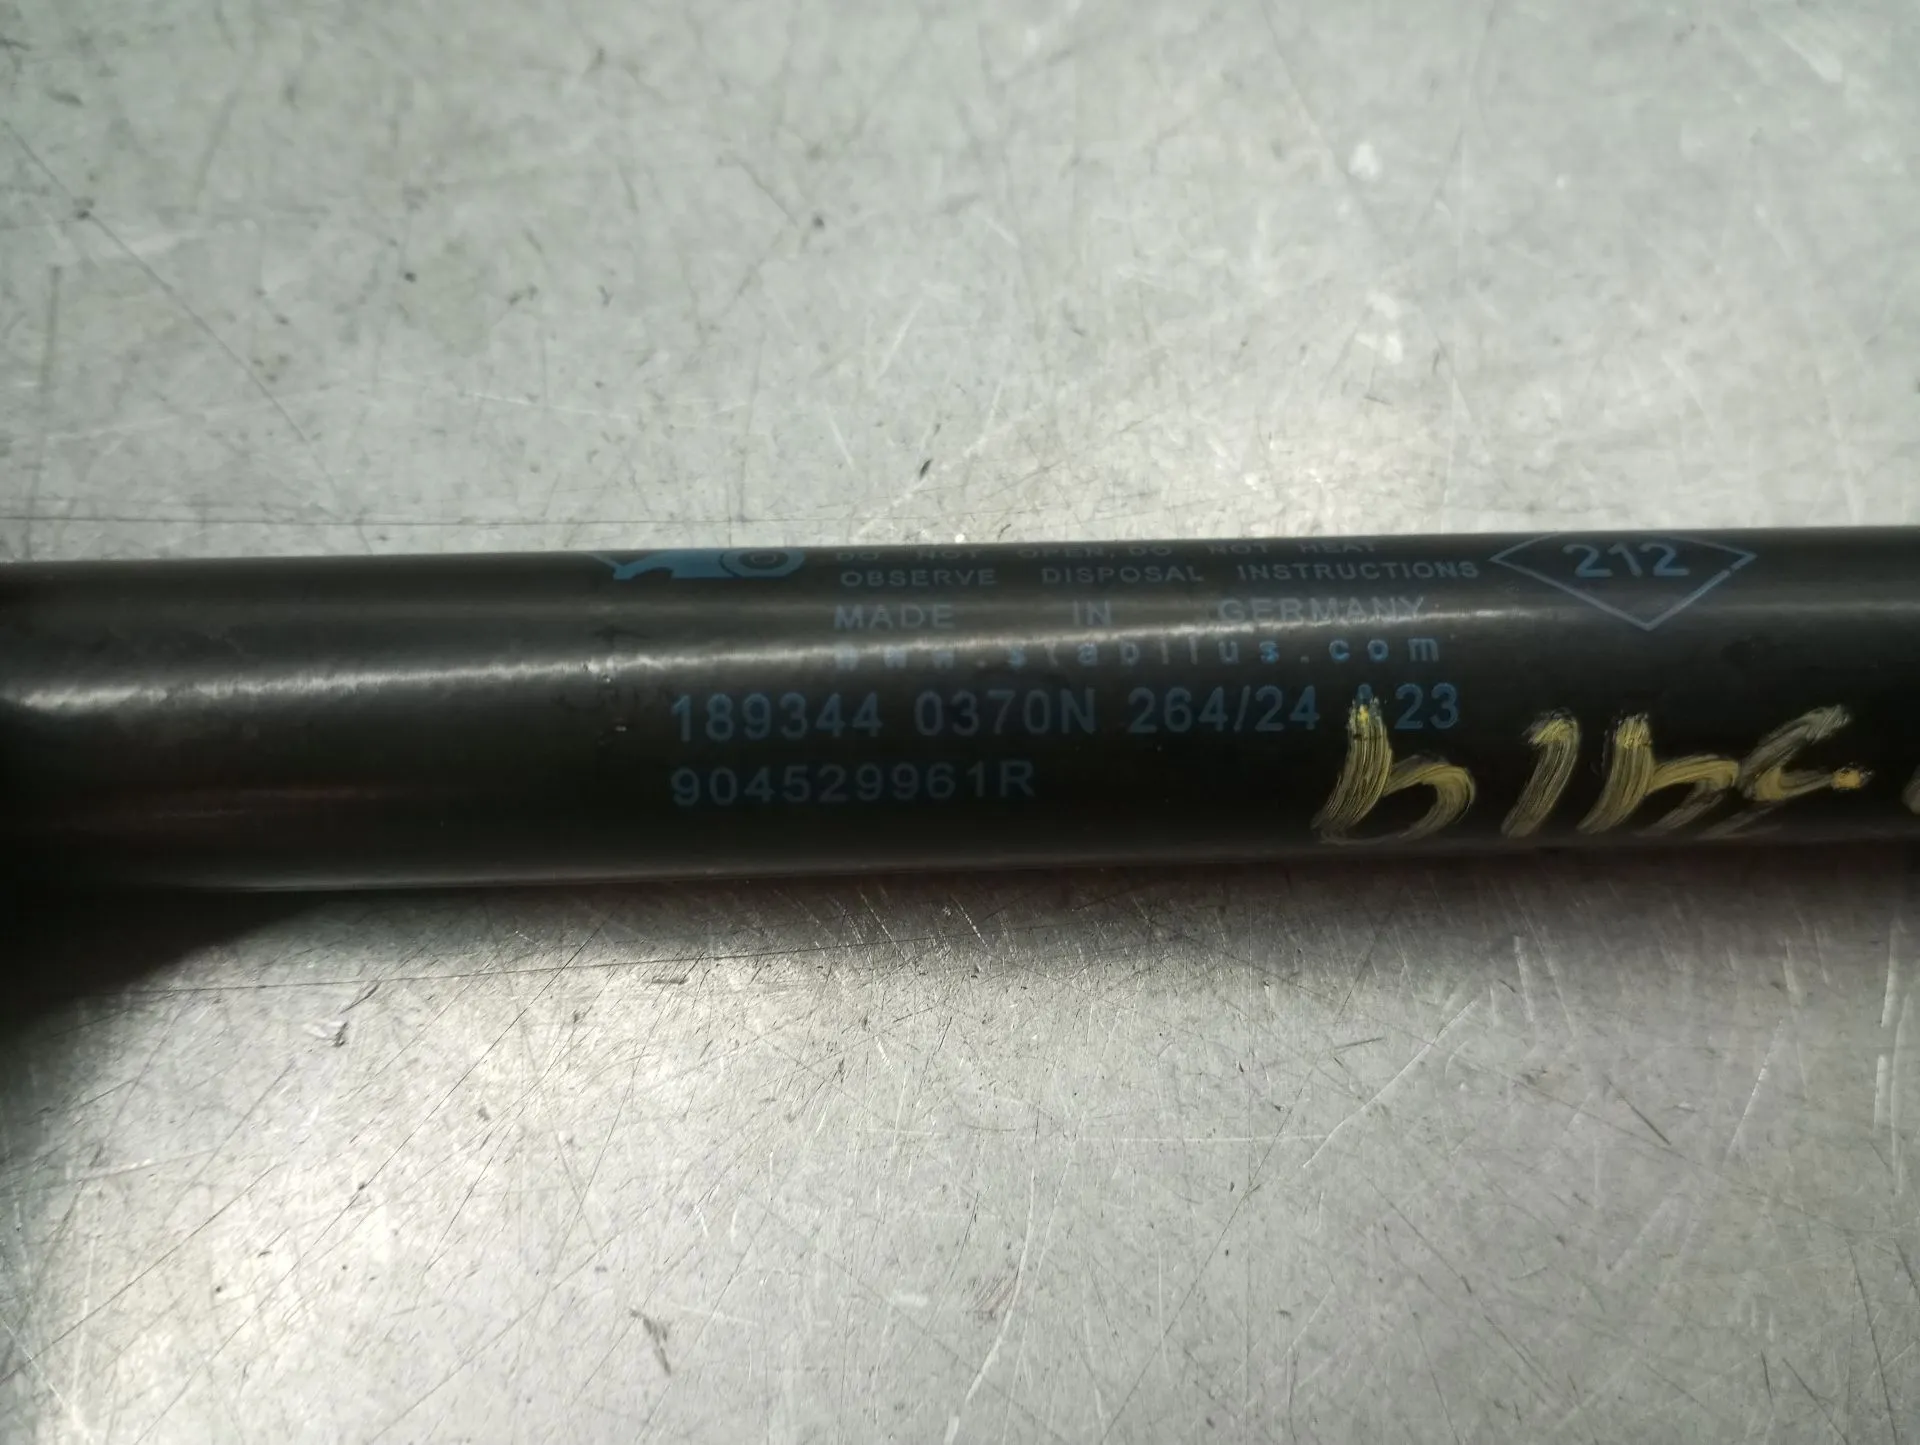 DO NOT OPEN, DO NOT HEAT
OBSERVE DISPOSAL INSTRUCTIONS
212
MADE IN GERMANY
www.stabilus.com
189344 0370N 264/24 A 23
904529961R